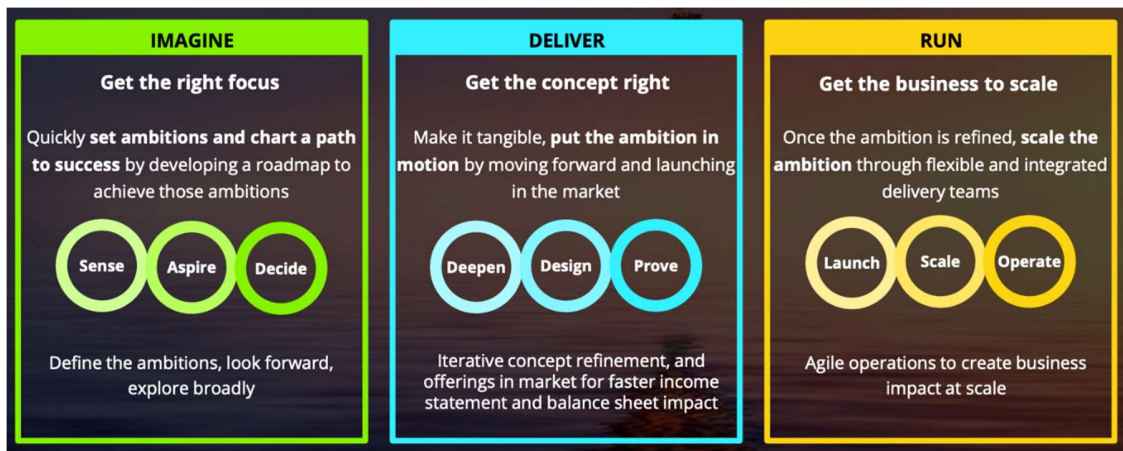 IMAGINE
Get the right focus
Quickly set ambitions and chart a path
to success by developing a roadmap to
achieve those ambitions
Sense
Aspire
Decide
Define the ambitions, look forward,
explore broadly
DELIVER
Get the concept right
Make it tangible, put the ambition in
motion by moving forward and launching
in the market
Deepen
Design
Prove
Iterative concept refinement, and
offerings in market for faster income
statement and balance sheet impact
RUN
Get the business to scale
Once the ambition is refined, scale the
ambition through flexible and integrated
delivery teams
Launch
Scale
Operate
Agile operations to create business
impact at scale